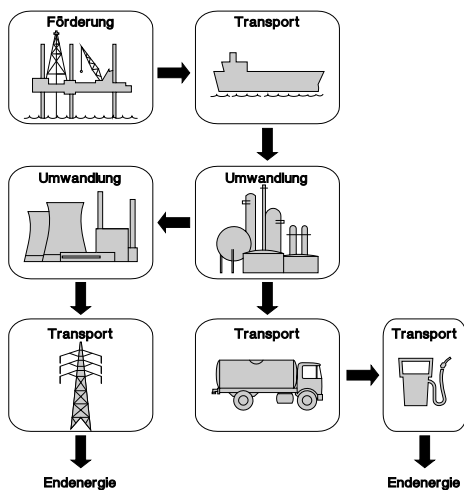 Förderung
Transport
Umwandlung
Umwandlung
Transport
Transport
Transport
Endenergie
Endenergie